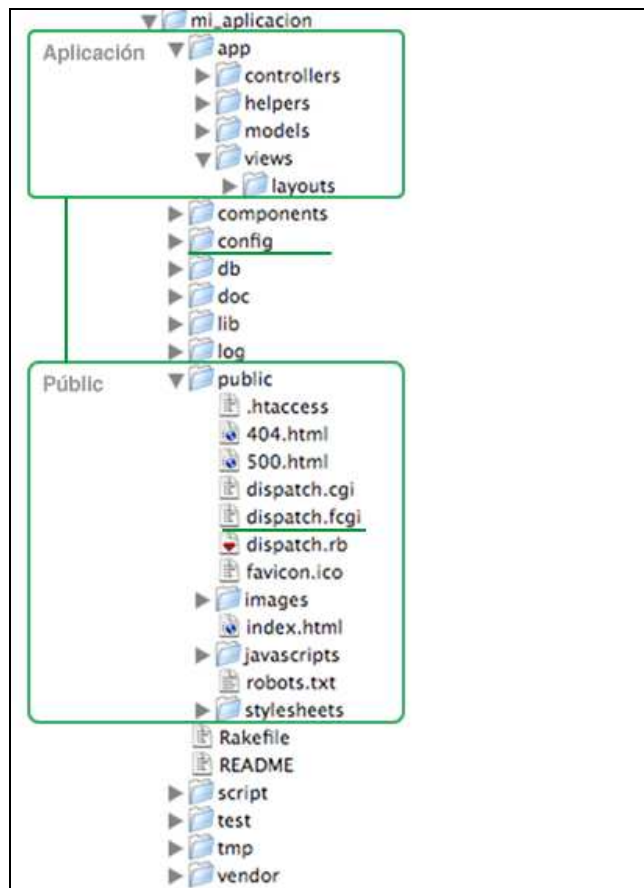 mi_aplicacion
Aplicación
app
controllers
helpers
models
views
layouts
components
config
db
doc
lib
log
Públic
public
.htaccess
404.html
500.html
dispatch.cgi
dispatch.fcgi
dispatch.rb
favicon.ico
images
index.html
javascripts
robots.txt
stylesheets
Rakefile
README
script
test
tmp
vendor